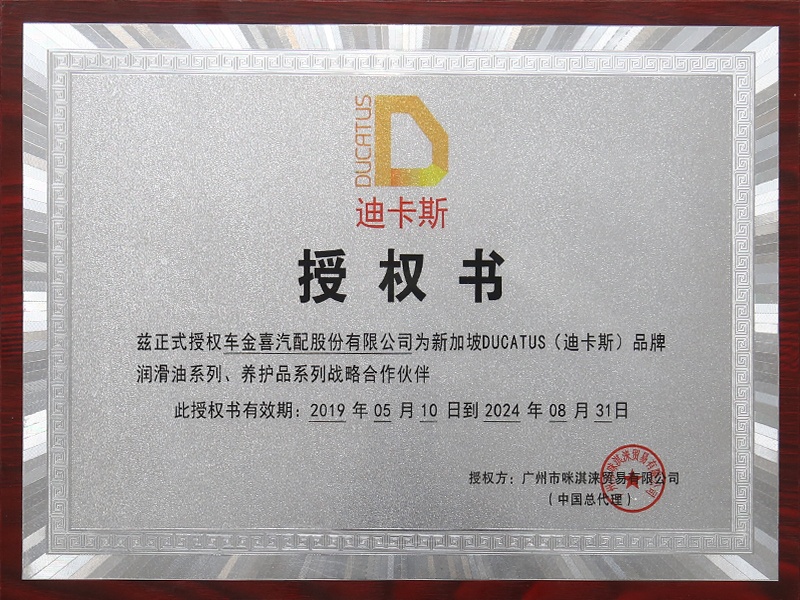 DUCATUS
迪卡斯
授权书
兹正式授权车金喜汽配股份有限公司为新加坡DUCATUS（迪卡斯）品牌
润滑油系列、养护品系列战略合作伙伴
此授权书有效期：2019 年 05 月 10 日到 2024 年 08 月 31日
授权方：广州市咪淇涞贸易有限公司
（中国总代理）